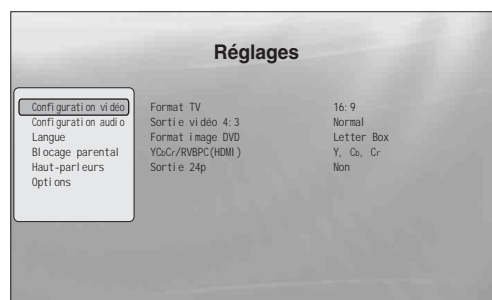 Réglages
Configuration vidéo
Configuration audio
Langue
Blocage parental
Haut-parleurs
Options
Format TV 16:9
Sortie vidéo 4:3 Normal
Format image DVD Letter Box
YCbCr/RVBPC(HDMI) Y, Cb, Cr
Sortie 24p Non